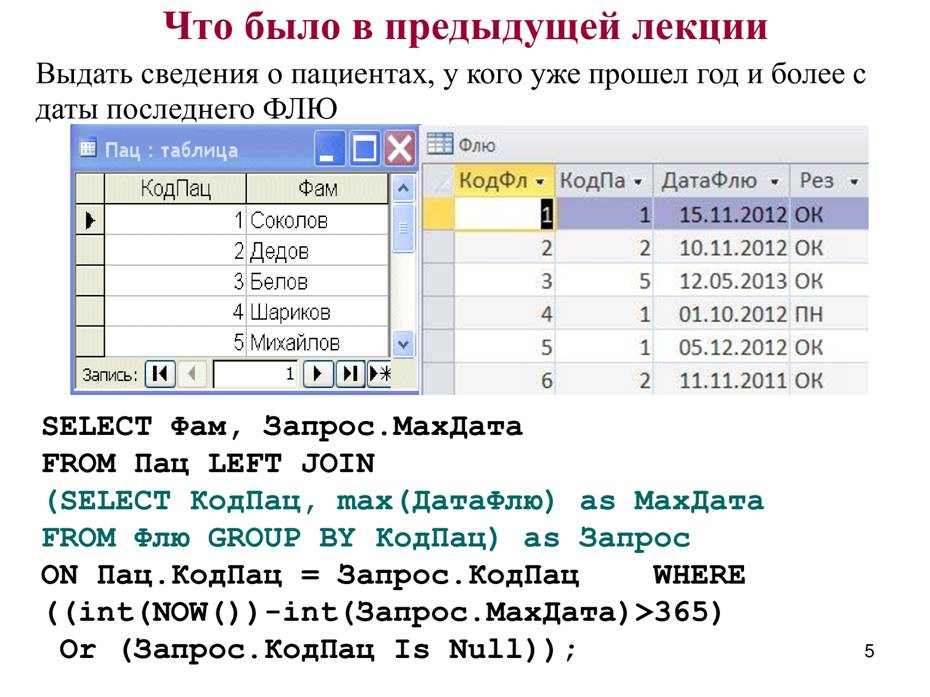 Что было в предыдущей лекции
Выдать сведения о пациентах, у кого уже прошел год и более с
даты последнего ФЛЮ
Пац : таблица
КодПац Фам
1 Соколов
2 Дедов
3 Белов
4 Шариков
5 Михайлов
Запись: 1
Флю
КодФл КодПа ДатаФлю Рез
1 1 15.11.2012 ОК
2 2 10.11.2012 ОК
3 5 12.05.2013 ОК
4 1 01.10.2012 ПН
5 1 05.12.2012 ОК
6 2 11.11.2011 ОК
SELECT Фам, Запрос.МахДата
FROM Пац LEFT JOIN
(SELECT КодПац, max(ДатаФлю) as МахДата
FROM Флю GROUP BY КодПац) as Запрос
ON Пац.КодПац = Запрос.КодПац WHERE
((int(NOW())-int(Запрос.МахДата)>365)
Or (Запрос.КодПац Is Null));
5